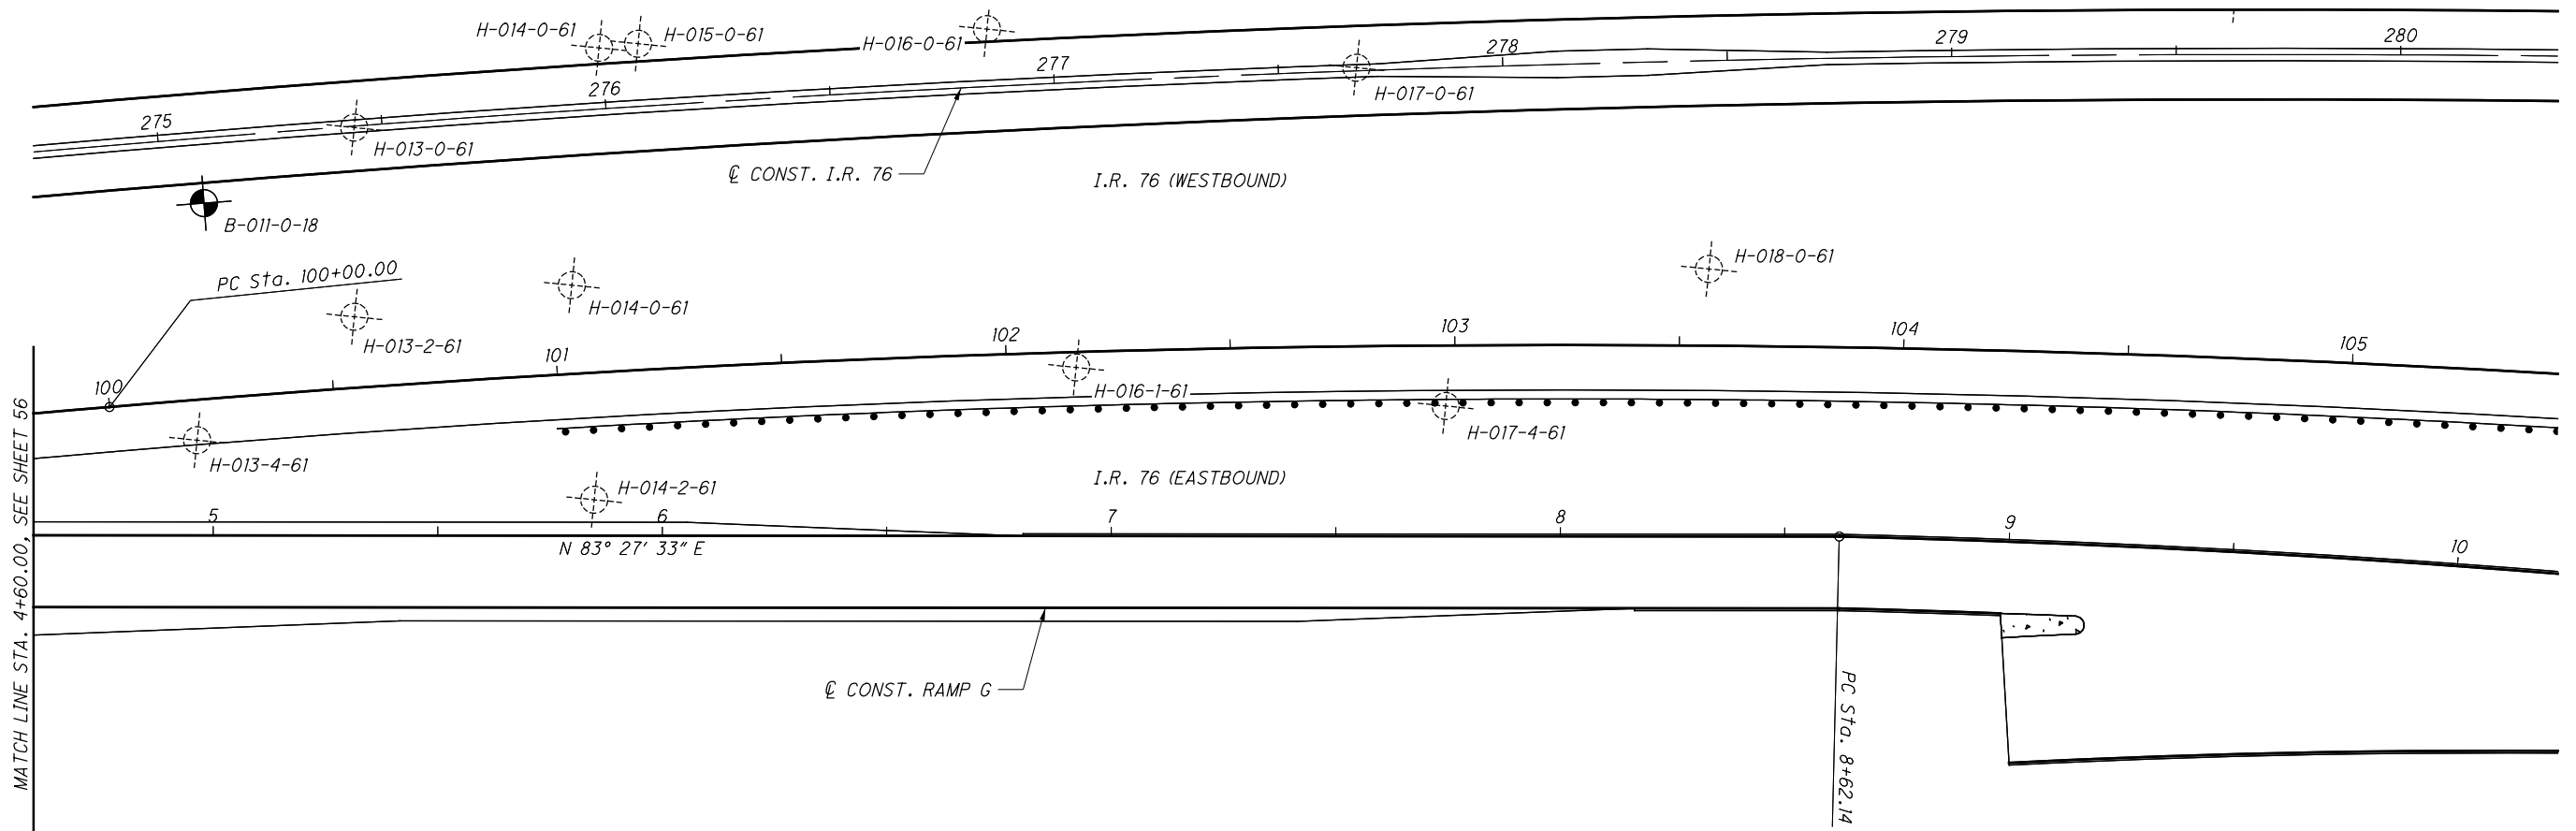 H-014-0-61
H-015-0-61
H-016-0-61
278
279
280
277
276
H-017-0-61
275
H-013-0-61
℄ CONST. I.R. 76
I.R. 76 (WESTBOUND)
B-011-0-18
H-018-0-61
PC Sta. 100+00.00
H-014-0-61
H-013-2-61
103
104
102
105
101
100
H-016-1-61
H-017-4-61
H-013-4-61
I.R. 76 (EASTBOUND)
H-014-2-61
5
6
7
8
9
10
N 83° 27' 33" E
MATCH LINE STA. 4+60.00, SEE SHEET 56
℄ CONST. RAMP G
PC Sta. 8+62.14